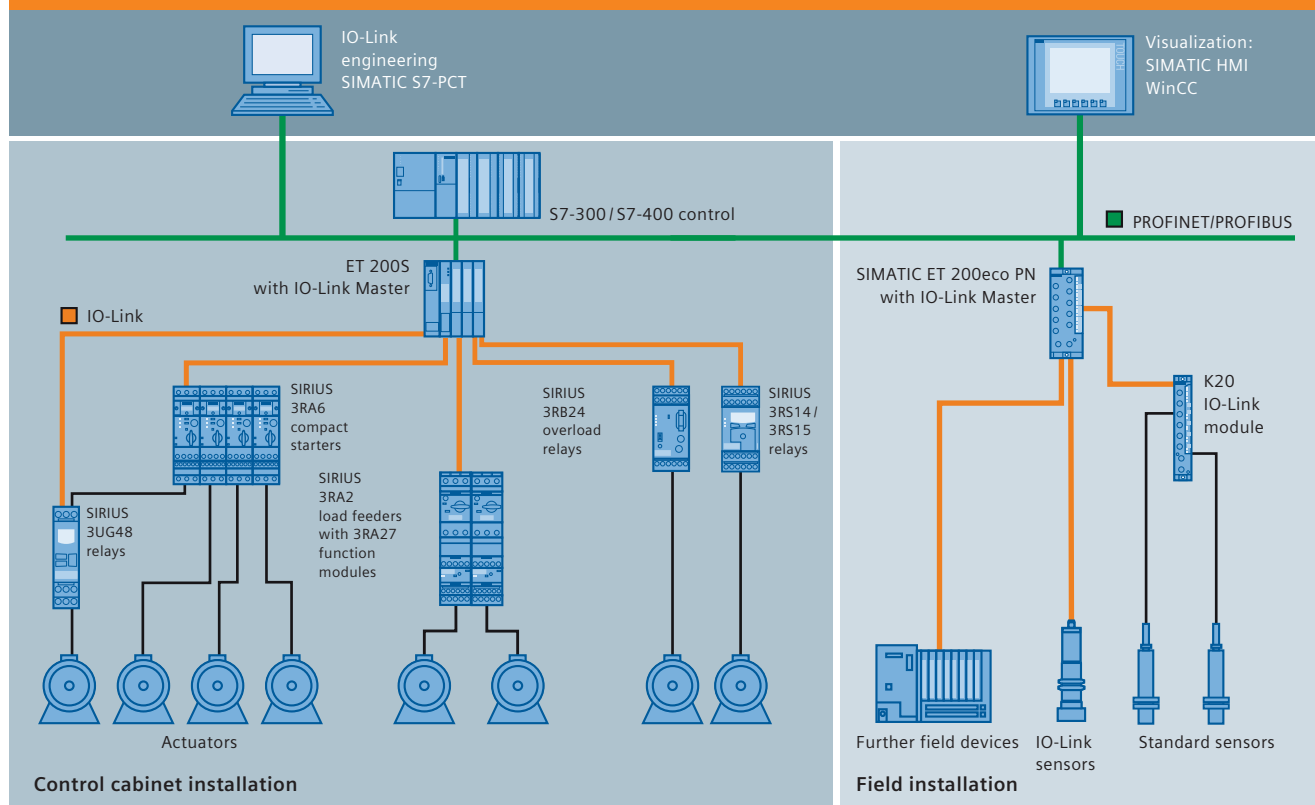 IO-Link
engineering
SIMATIC S7-PCT
Visualization:
SIMATIC HMI
WinCC
TOUCH
S7-300/S7-400 control
PROFINET/PROFIBUS
ET 200S
with IO-Link Master
SIMATIC ET 200eco PN
with IO-Link Master
IO-Link
SIRIUS
3RA6
compact
starters
SIRIUS
3RB24
overload
relays
SIRIUS
3RS14/
3RS15
relays
K20
IO-Link
module
SIRIUS
3UG48
relays
SIRIUS
3RA2
load feeders
with 3RA27
function
modules
Actuators
Further field devices
IO-Link
sensors
Standard sensors
Control cabinet installation
Field installation